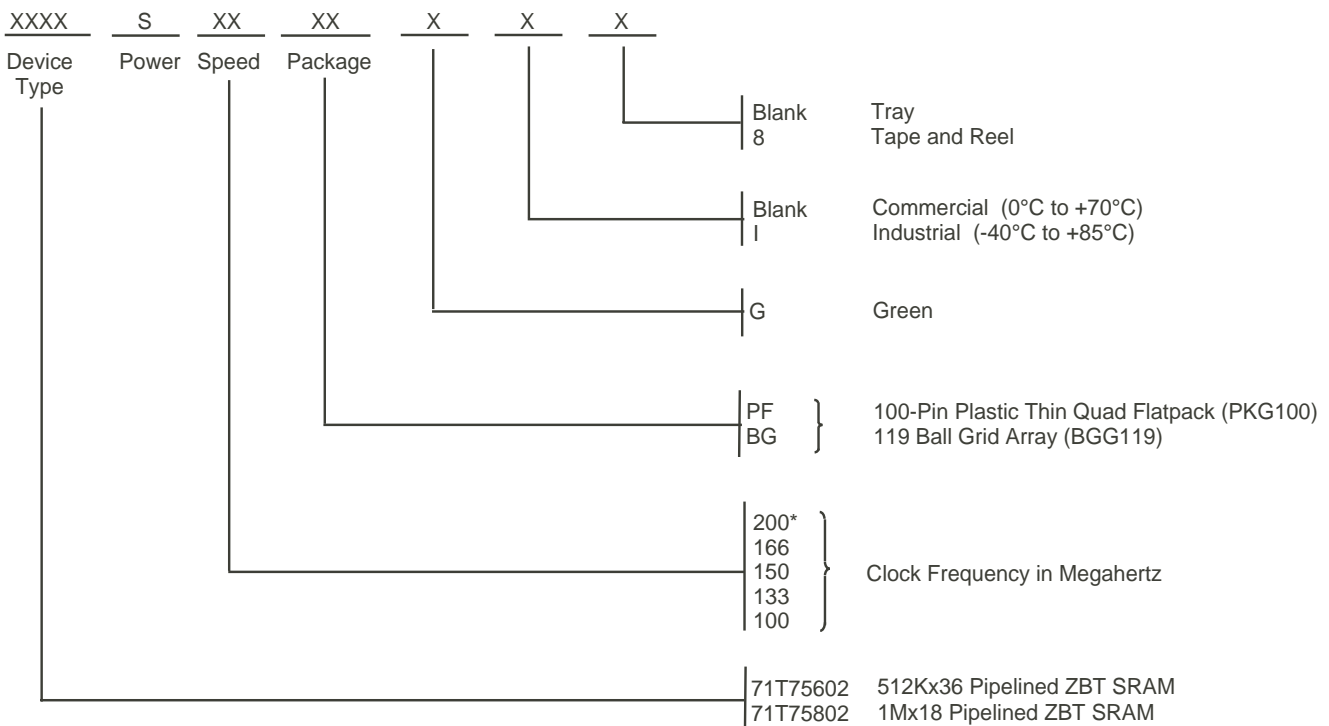 XXXX S XX XX X X X
Device Type Power Speed Package
Blank Tray
8 Tape and Reel
Blank Commercial (0°C to +70°C)
I Industrial (-40°C to +85°C)
G Green
PF 100-Pin Plastic Thin Quad Flatpack (PKG100)
BG 119 Ball Grid Array (BGG119)
200*
166
150 Clock Frequency in Megahertz
133
100
71T75602 512Kx36 Pipelined ZBT SRAM
71T75802 1Mx18 Pipelined ZBT SRAM